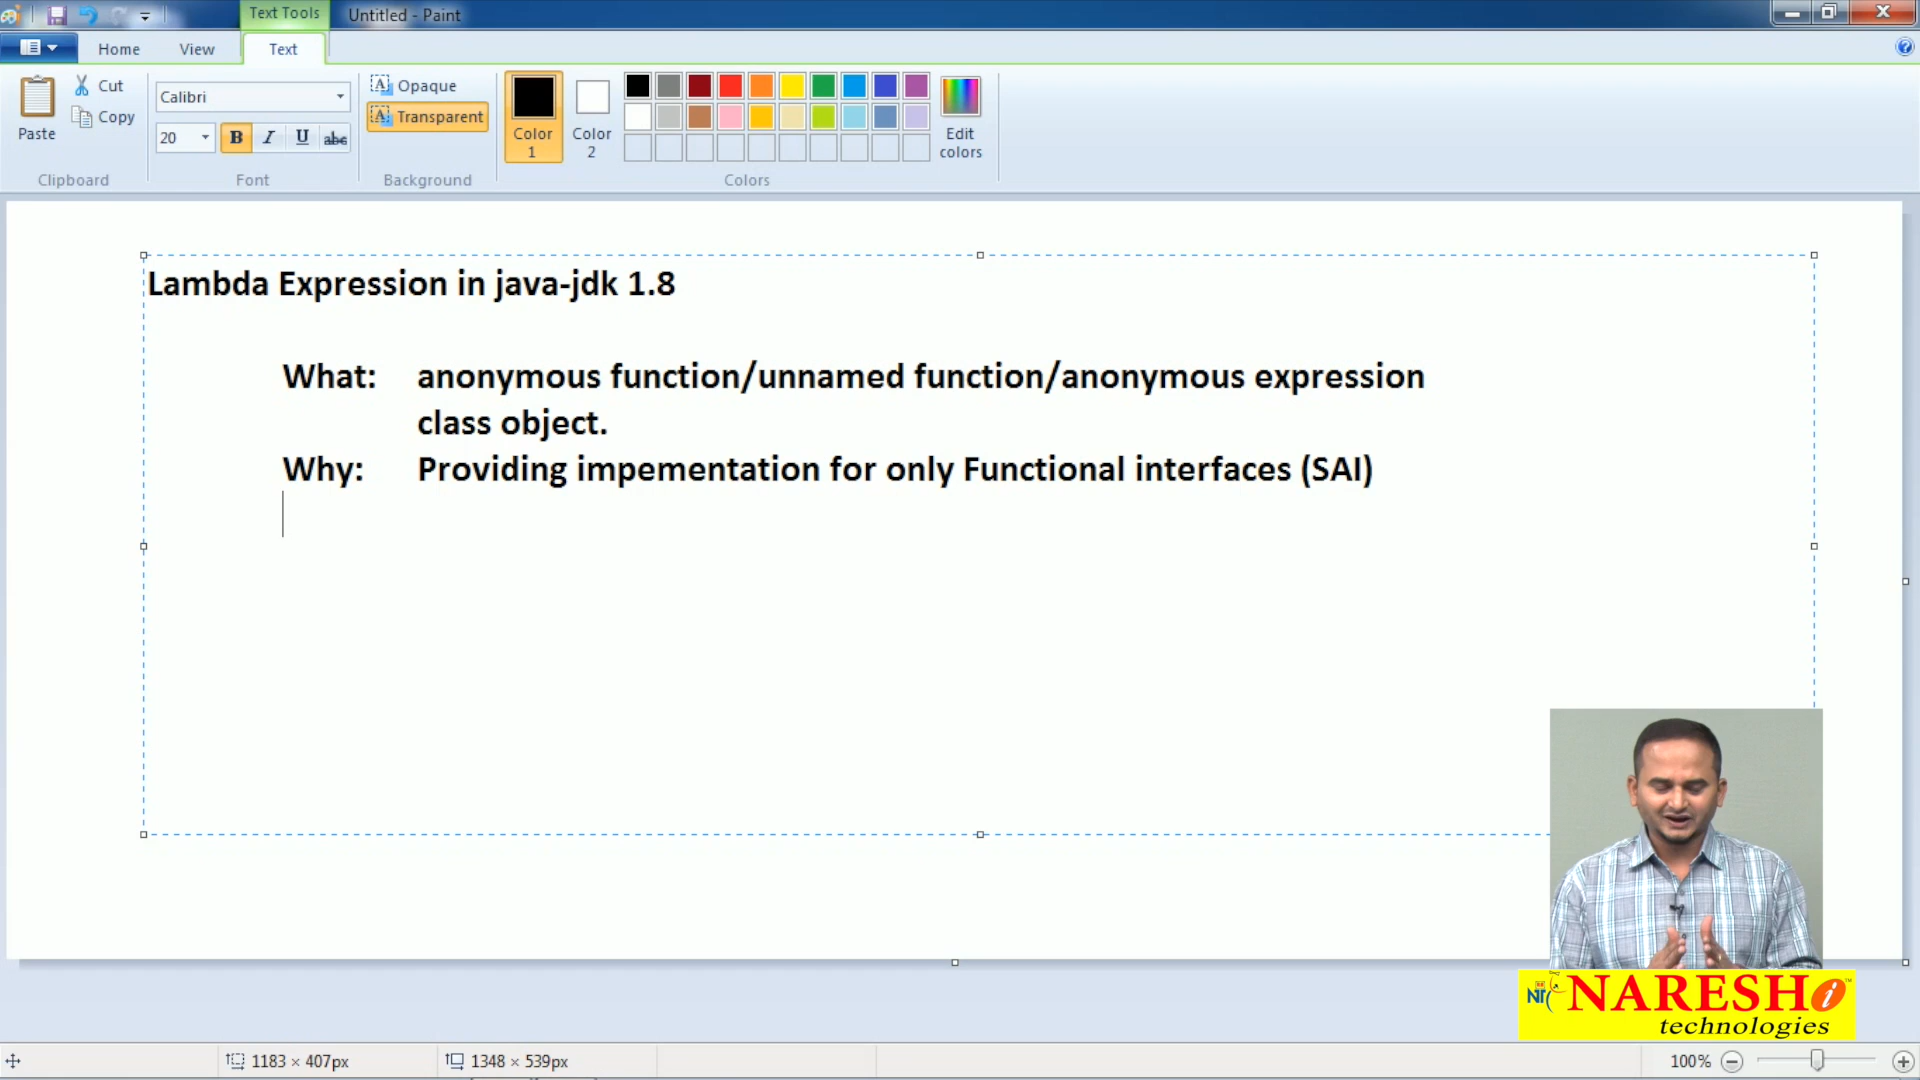 Text Tools
Untitled - Paint
Home
View
Text
Paste
Cut
Copy
Clipboard
Calibri
20
B
I
U
abc
Font
A
Opaque
A
Transparent
Background
Color
1
Color
2
Edit
colors
Colors
Lambda Expression in java-jdk 1.8
What: anonymous function/unnamed function/anonymous expression
class object.
Why: Providing impementation for only Functional interfaces (SAI)
NARESH i
technologies
1183 × 407px
1348 × 539px
100%